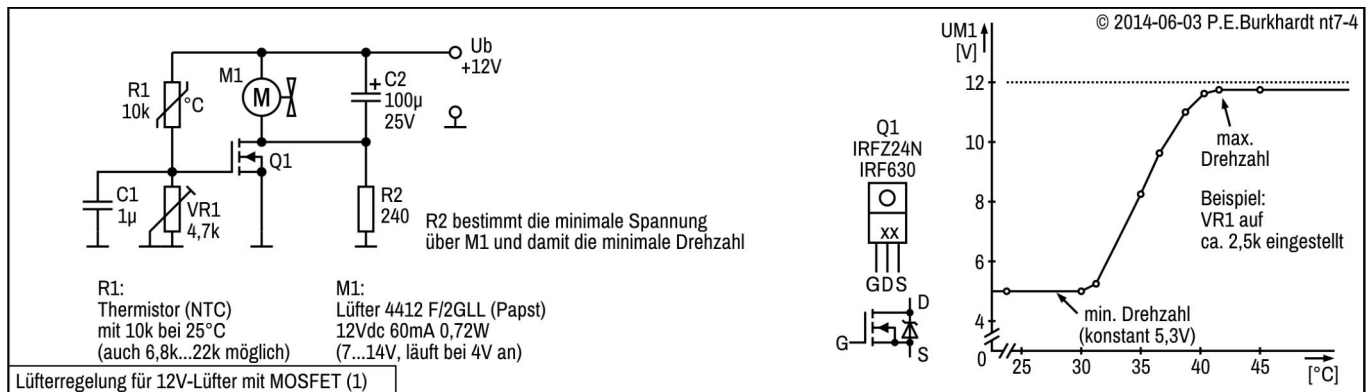 © 2014-06-03 P.E.Burkhardt nt7-4
Ub
+12V
M1
M
R1
10k
°C
+
C2
100µ
25V
Q1
C1
1µ
VR1
4,7k
R2
240
R2 bestimmt die minimale Spannung
über M1 und damit die minimale Drehzahl
R1:
Thermistor (NTC)
mit 10k bei 25°C
(auch 6,8k...22k möglich)
M1:
Lüfter 4412 F/2GLL (Papst)
12Vdc 60mA 0,72W
(7...14V, läuft bei 4V an)
Lüfterregelung für 12V-Lüfter mit MOSFET (1)
Q1
IRFZ24N
IRF630
xx
G D S
D
G
S
UM1
[V]
12
10
8
6
4
0
25
30
35
40
45
[°C]
max.
Drehzahl
Beispiel:
VR1 auf
ca. 2,5k eingestellt
min. Drehzahl
(konstant 5,3V)